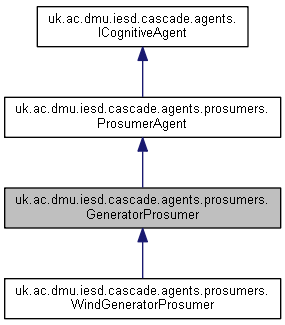 uk.ac.dmu.iesd.cascade.agents.
ICognitiveAgent
uk.ac.dmu.iesd.cascade.agents.prosumers.
ProsumerAgent
uk.ac.dmu.iesd.cascade.agents.prosumers.
GeneratorProsumer
uk.ac.dmu.iesd.cascade.agents.prosumers.
WindGeneratorProsumer